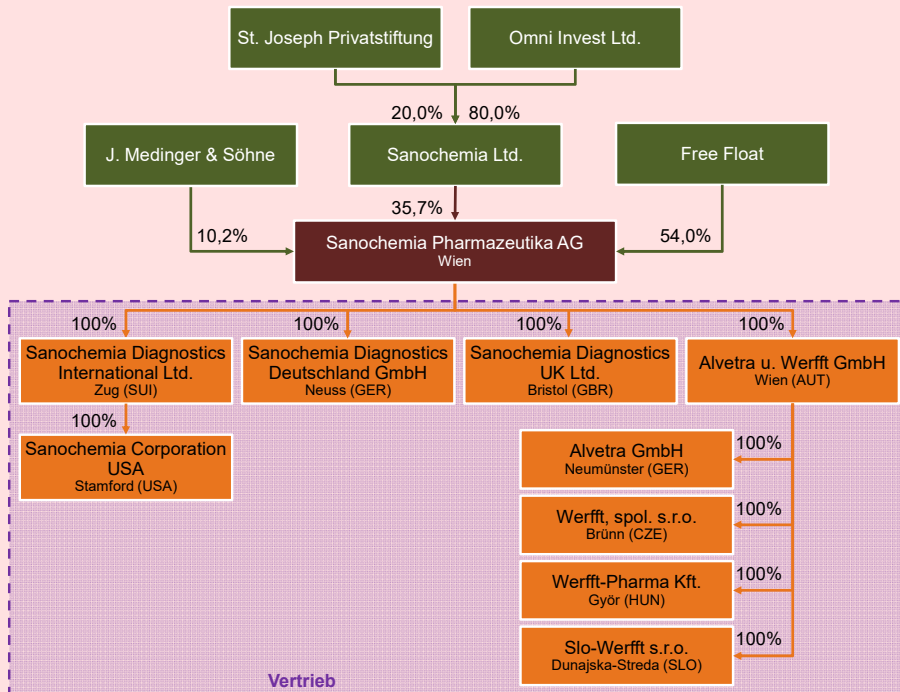 St. Joseph Privatstiftung
Omni Invest Ltd.
20,0%
80,0%
J. Medinger & Söhne
Sanochemia Ltd.
Free Float
35,7%
10,2%
Sanochemia Pharmazeutika AG
Wien
54,0%
100%
100%
100%
100%
Sanochemia Diagnostics
International Ltd.
Zug (SUI)
Sanochemia Diagnostics
Deutschland GmbH
Neuss (GER)
Sanochemia Diagnostics
UK Ltd.
Bristol (GBR)
Alvetra u. Werfft GmbH
Wien (AUT)
100%
Sanochemia Corporation
USA
Stamford (USA)
100%
Alvetra GmbH
Neumünster (GER)
100%
Werfft, spol. s.r.o.
Brünn (CZE)
100%
Werfft-Pharma Kft.
Györ (HUN)
100%
Slo-Werfft s.r.o.
Dunajska-Streda (SLO)
Vertrieb